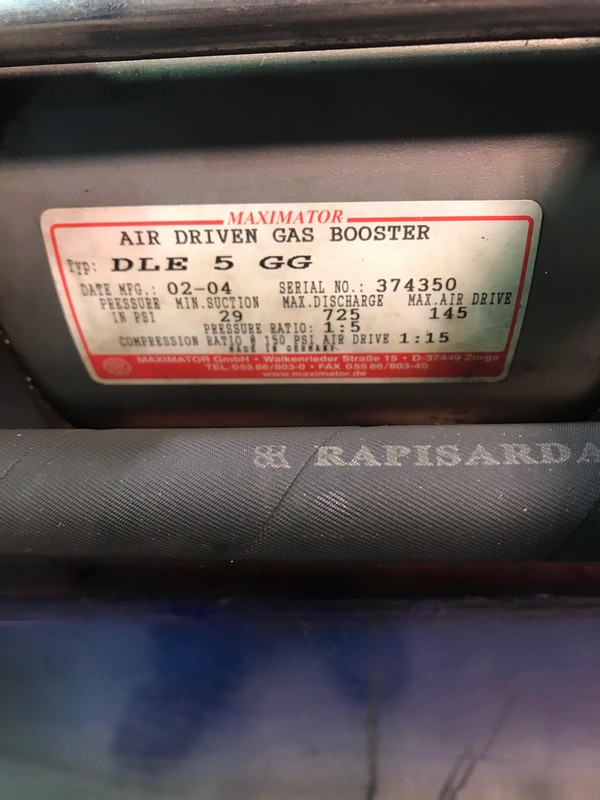 MAXIMATOR
AIR DRIVEN GAS BOOSTER
Typ: DLE 5 GG
DATE MFG.: 02-04 SERIAL NO.: 374350
PRESSURE MIN.SUCTION MAX.DISCHARGE MAX.AIR DRIVE
IN PSI 29 725 145
PRESSURE RATIO: 1:5
COMPRESSION RATIO @ 150 PSI AIR DRIVE 1:15
MADE IN GERMANY
MAXIMATOR GmbH • Walkenrieder Straße 15 • D-37449 Zorge
TEL.055 86/803-0 • FAX 055 86/803-40
www.maximator.de
RAPISARDA